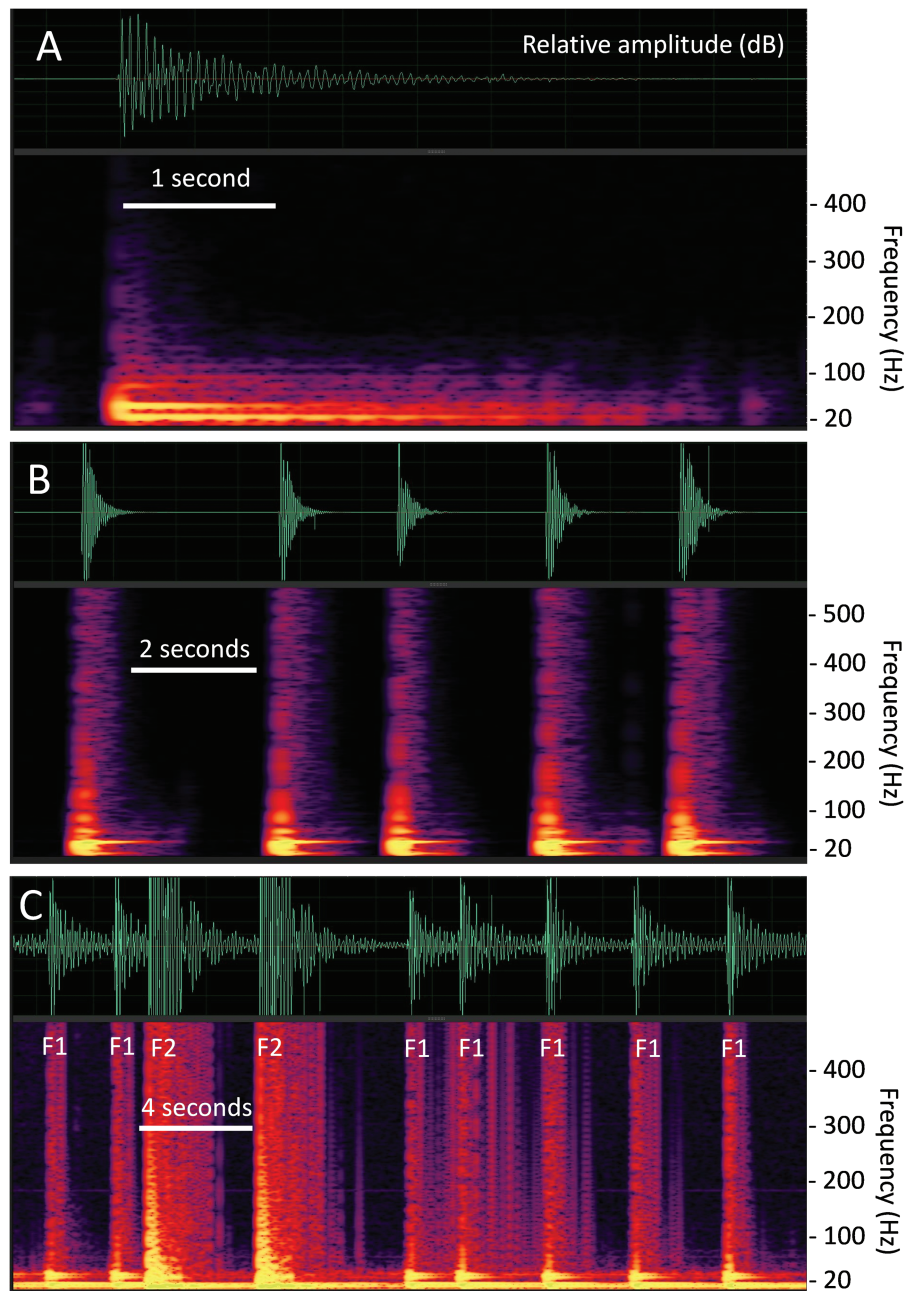 A
Relative amplitude (dB)
1 second
- 400
- 300
- 200
- 100
- 20
Frequency (Hz)
B
2 seconds
- 500
- 400
- 300
- 200
- 100
- 20
Frequency (Hz)
C
F1 F1 F2 F2 F1 F1 F1 F1 F1
4 seconds
- 400
- 300
- 200
- 100
- 20
Frequency (Hz)